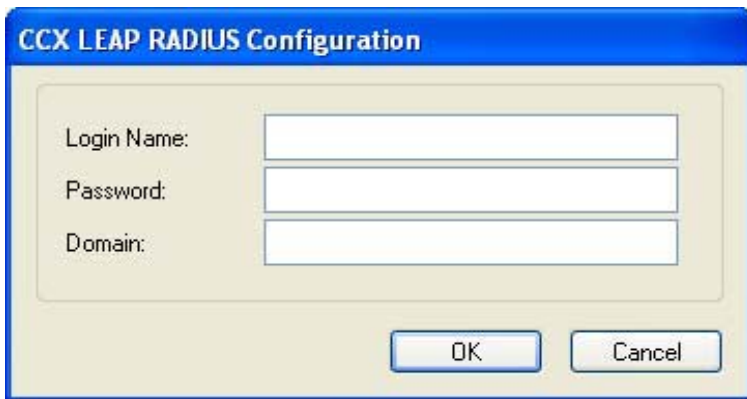 CCX LEAP RADIUS Configuration
Login Name:
Password:
Domain:
OK Cancel